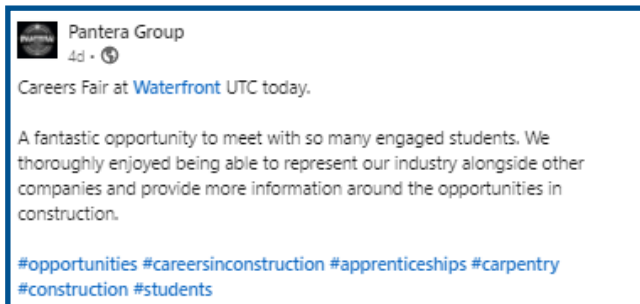 Pantera Group
4d •
Careers Fair at Waterfront UTC today.
A fantastic opportunity to meet with so many engaged students. We
thoroughly enjoyed being able to represent our industry alongside other
companies and provide more information around the opportunities in
construction.
#opportunities #careersinconstruction #apprenticeships #carpentry
#construction #students